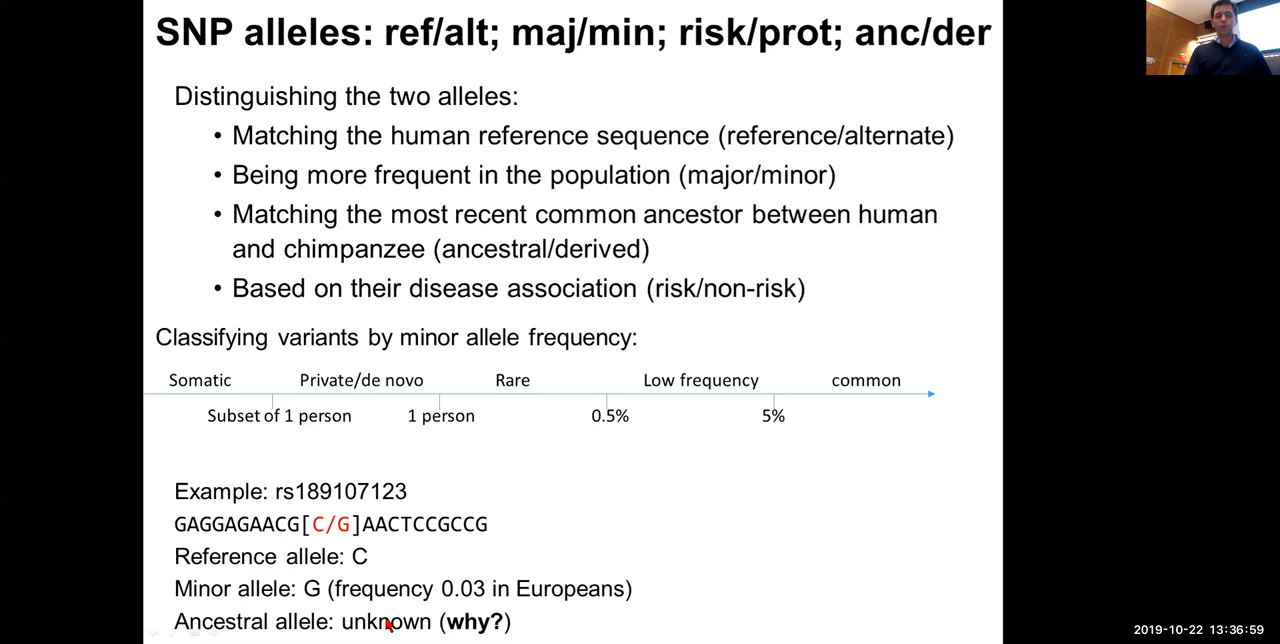 SNP alleles: ref/alt; maj/min; risk/prot; anc/der
Distinguishing the two alleles:
• Matching the human reference sequence (reference/alternate)
• Being more frequent in the population (major/minor)
• Matching the most recent common ancestor between human
and chimpanzee (ancestral/derived)
• Based on their disease association (risk/non-risk)
Classifying variants by minor allele frequency:
Somatic Private/de novo Rare Low frequency common
Subset of 1 person 1 person 0.5% 5%
Example: rs189107123
GAGGAGAACG[C/G]AACTCCGCCG
Reference allele: C
Minor allele: G (frequency 0.03 in Europeans)
Ancestral allele: unknown (why?)
2019-10-22 13:36:59